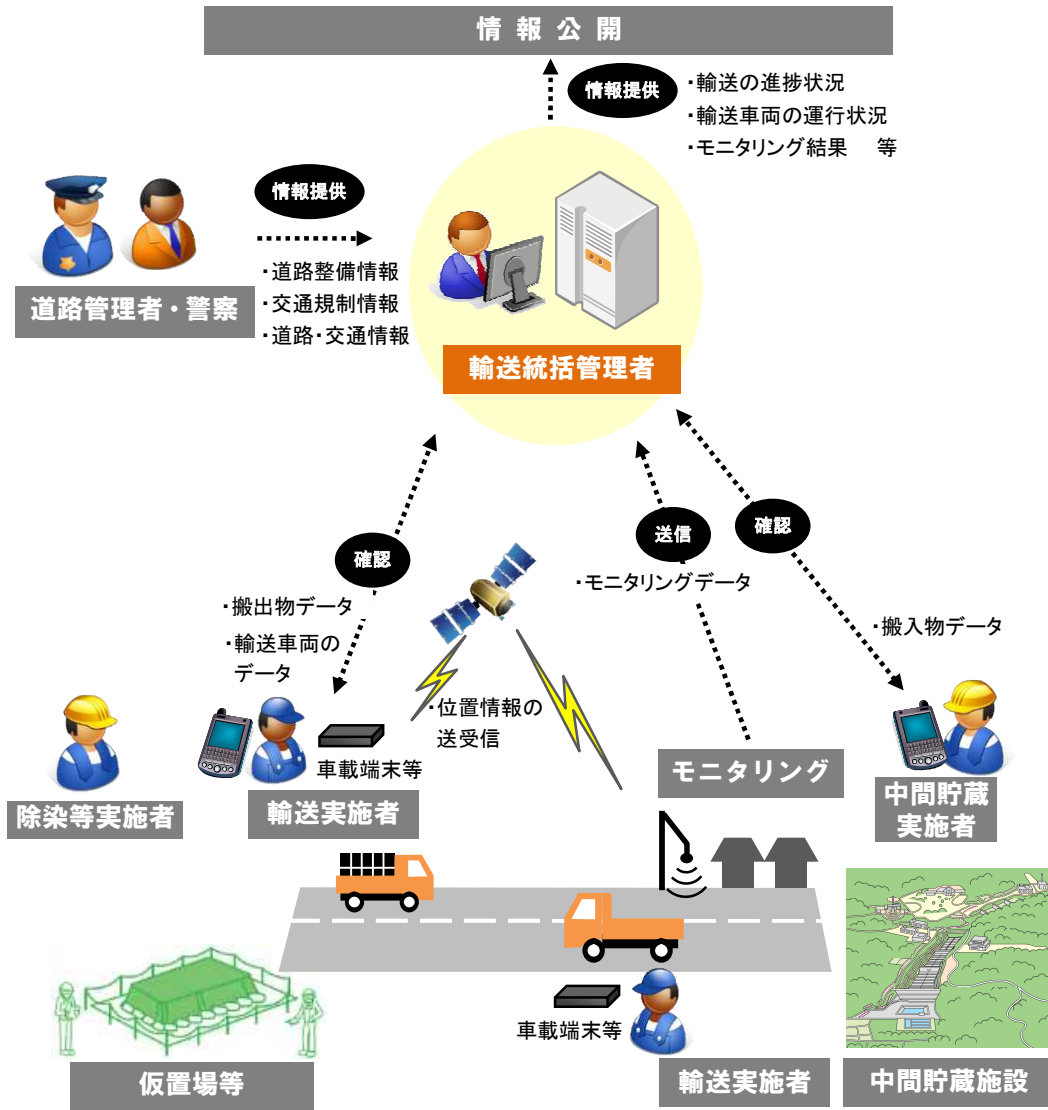 情報公開
情報提供
・輸送の進捗状況
・輸送車両の運行状況
・モニタリング結果　等
情報提供
・道路整備情報
・交通規制情報
・道路・交通情報
道路管理者・警察
輸送統括管理者
確認
・搬出物データ
・輸送車両の
データ
送信
・モニタリングデータ
確認
・搬入物データ
・位置情報の
送受信
車載端末等
除染等実施者
輸送実施者
モニタリング
中間貯蔵
実施者
車載端末等
仮置場等
輸送実施者
中間貯蔵施設